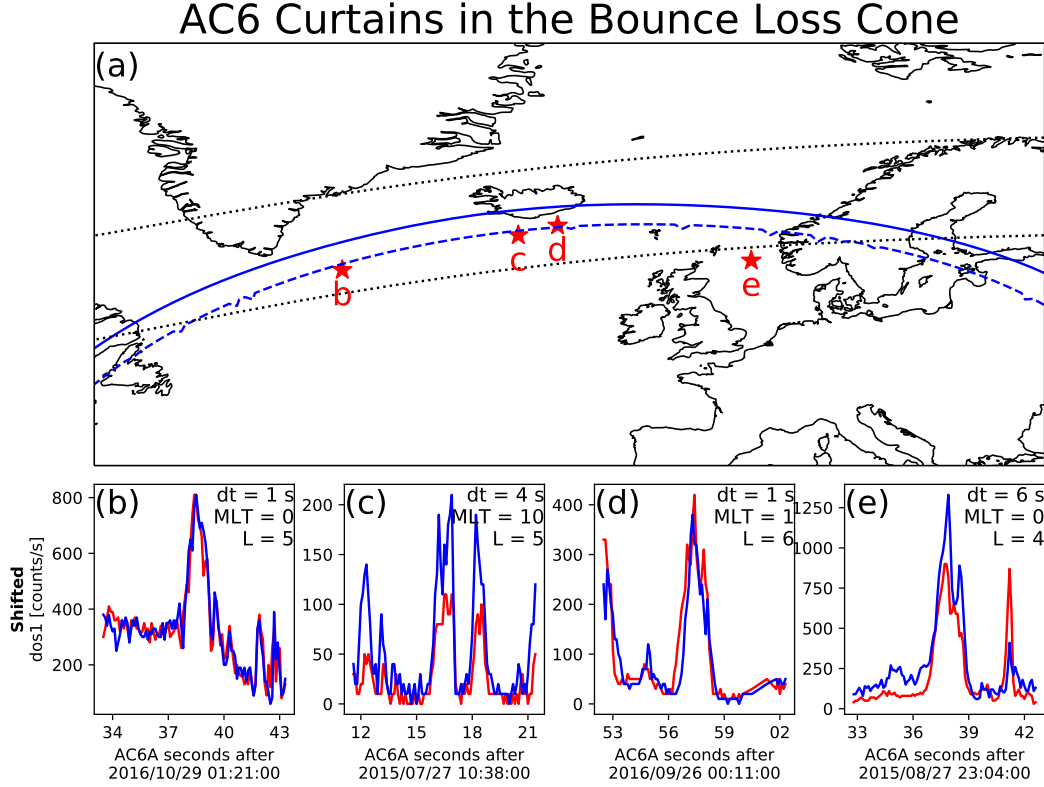 AC6 Curtains in the Bounce Loss Cone
(a)
b
c
d
e
(b)
dt = 1 s
MLT = 0
L = 5
(c)
dt = 4 s
MLT = 10
L = 5
(d)
dt = 1 s
MLT = 1
L = 6
(e)
dt = 6 s
MLT = 0
L = 4
Shifted
dos1 [counts/s]
800
600
400
200
34
37
40
43
AC6A seconds after
2016/10/29 01:21:00
200
150
100
50
0
12
15
18
21
AC6A seconds after
2015/07/27 10:38:00
400
300
200
100
0
53
56
59
02
AC6A seconds after
2016/09/26 00:11:00
1250
1000
750
500
250
0
33
36
39
42
AC6A seconds after
2015/08/27 23:04:00